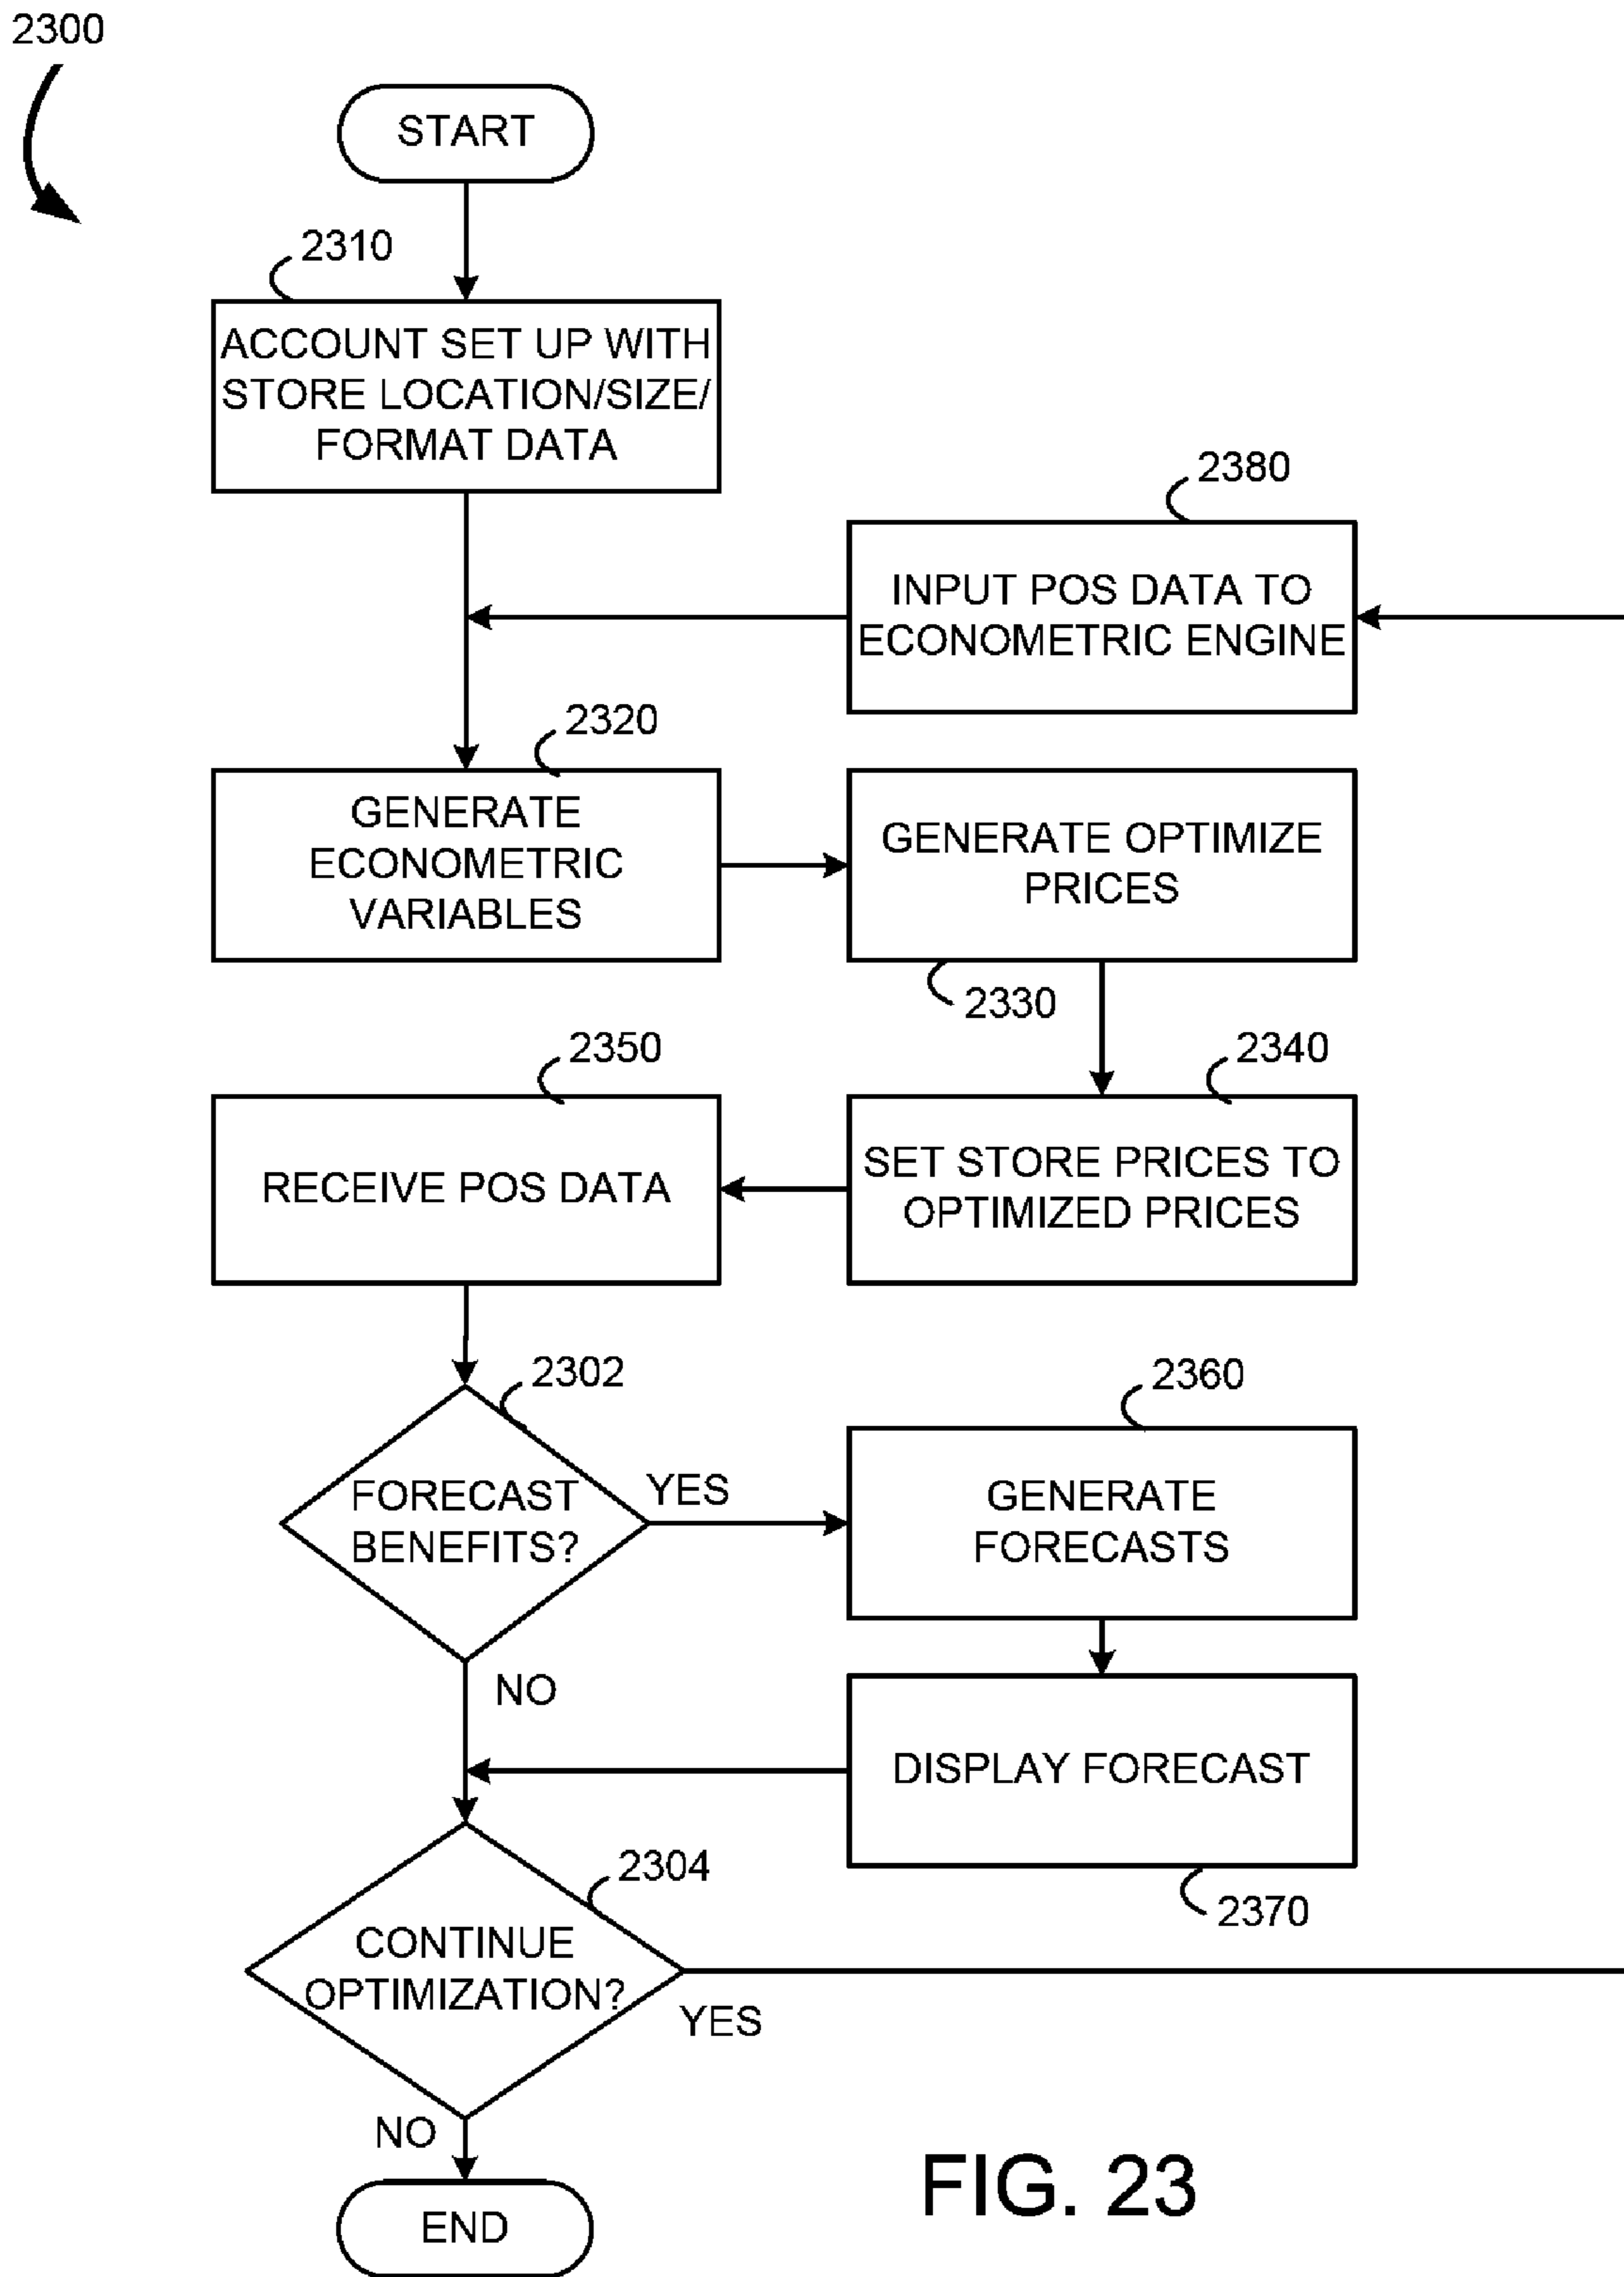 2300
START
2310
ACCOUNT SET UP WITH
STORE LOCATION/SIZE/
FORMAT DATA
2380
INPUT POS DATA TO
ECONOMETRIC ENGINE
2320
GENERATE
ECONOMETRIC
VARIABLES
GENERATE OPTIMIZE
PRICES
2330
2350
2340
RECEIVE POS DATA
SET STORE PRICES TO
OPTIMIZED PRICES
2302
2360
FORECAST
BENEFITS?
YES
GENERATE
FORECASTS
NO
DISPLAY FORECAST
2304
2370
CONTINUE
OPTIMIZATION?
YES
NO
END
FIG. 23